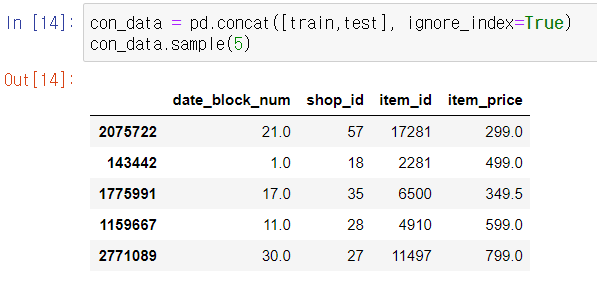 In [14]: con_data = pd.concat([train,test], ignore_index=True)
con_data.sample(5)
Out[14]:
date_block_num shop_id item_id item_price
2075722 21.0 57 17281 299.0
143442 1.0 18 2281 499.0
1775991 17.0 35 6500 349.5
1159667 11.0 28 4910 599.0
2771089 30.0 27 11497 799.0